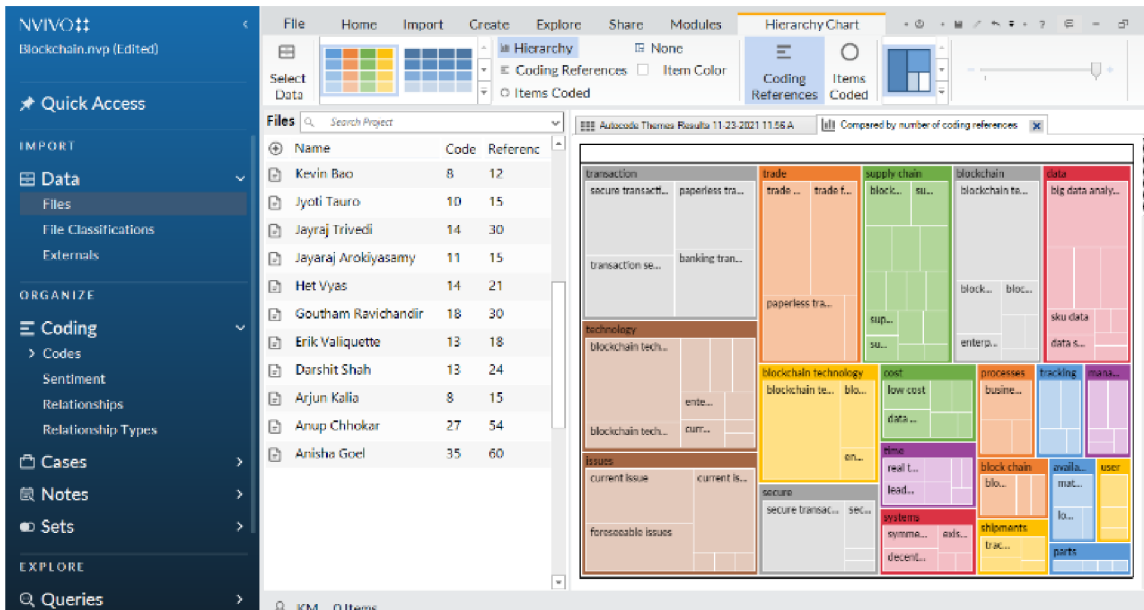 NVIVO
Blockchain.nvp (Edited)
Quick Access
IMPORT
Data
Files
File Classifications
Externals
ORGANIZE
Coding
Codes
Sentiment
Relationships
Relationship Types
Cases
Notes
Sets
EXPLORE
Queries
File Home Import Create Explore Share Modules Hierarchy Chart
Select Data
Hierarchy
Coding References
Items Coded
None
Item Color
Coding References
Items Coded
Files Search Project
Name Code Referenc
Kevin Bao 8 12
Jyoti Tauro 10 15
Jayraj Trivedi 14 30
Jayaraj Arokiyasamy 11 15
Het Vyas 14 21
Goutham Ravichandir 18 30
Erik Valiquette 13 18
Darshit Shah 13 24
Arjun Kalia 8 15
Anup Chhokar 27 54
Anisha Goel 35 60
KM 0 Items
Autocode Themes Results 11-23-2021 11.56 A
Compared by number of coding references
transaction
secure transacti... paperless tra...
transaction se... banking tran...
technology
blockchain tech...
ente...
blockchain tech... curr...
issues
current issue current is...
foreseeable issues
trade
trade ... trade f...
paperless tra...
supply chain
block... su...
sup...
su...
blockchain
blockchain te...
block... bloc...
enterp...
data
big data analy...
sku data
data s...
blockchain technology
blockchain te... blo...
en...
secure
secure transac... sec...
cost
low cost
data ...
time
real t...
lead...
systems
symme... exis...
decent...
processes
busine...
tracking
mana...
block chain
blo...
shipments
trac...
availa...
mat...
lo...
user
parts